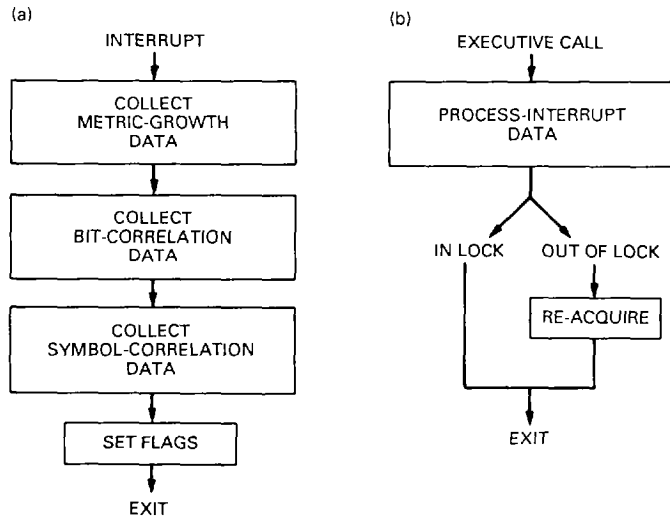 (a)
INTERRUPT
COLLECT
METRIC-GROWTH
DATA
COLLECT
BIT-CORRELATION
DATA
COLLECT
SYMBOL-CORRELATION
DATA
SET FLAGS
EXIT
(b)
EXECUTIVE CALL
PROCESS-INTERRUPT
DATA
IN LOCK
OUT OF LOCK
RE-ACQUIRE
EXIT